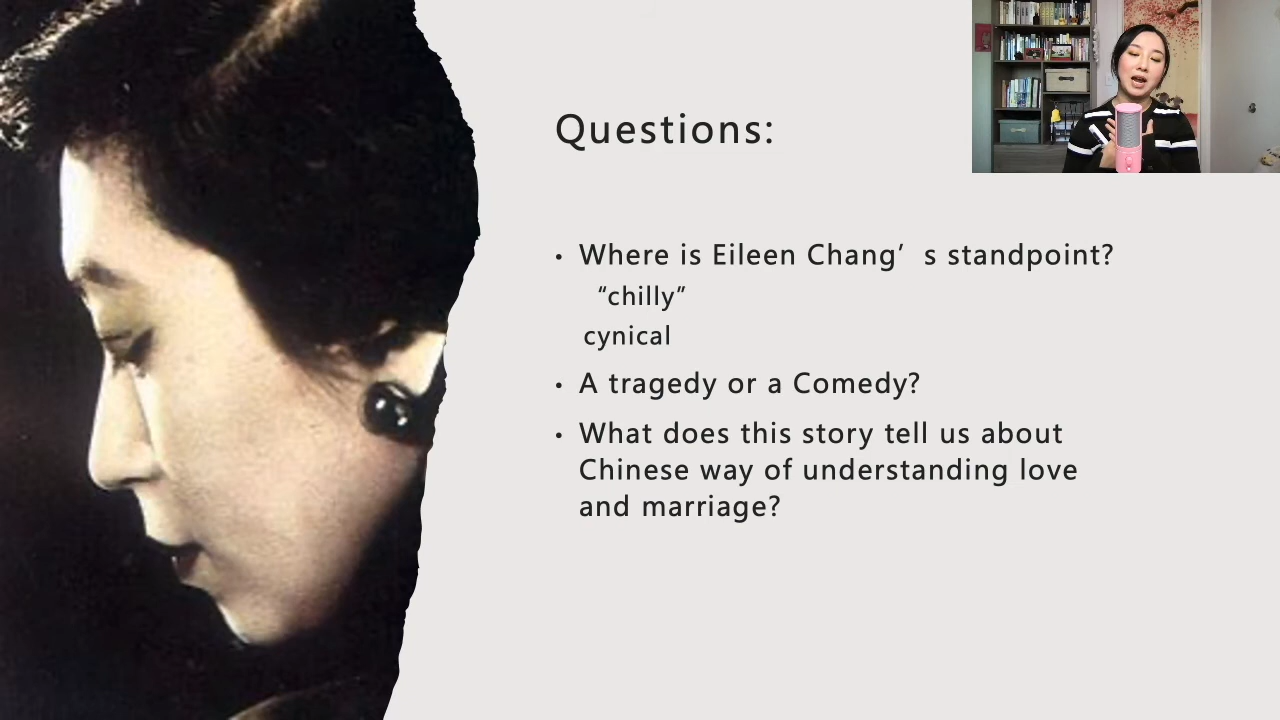 Questions:
• Where is Eileen Chang’ s standpoint?
“chilly”
cynical
• A tragedy or a Comedy?
• What does this story tell us about
Chinese way of understanding love
and marriage?